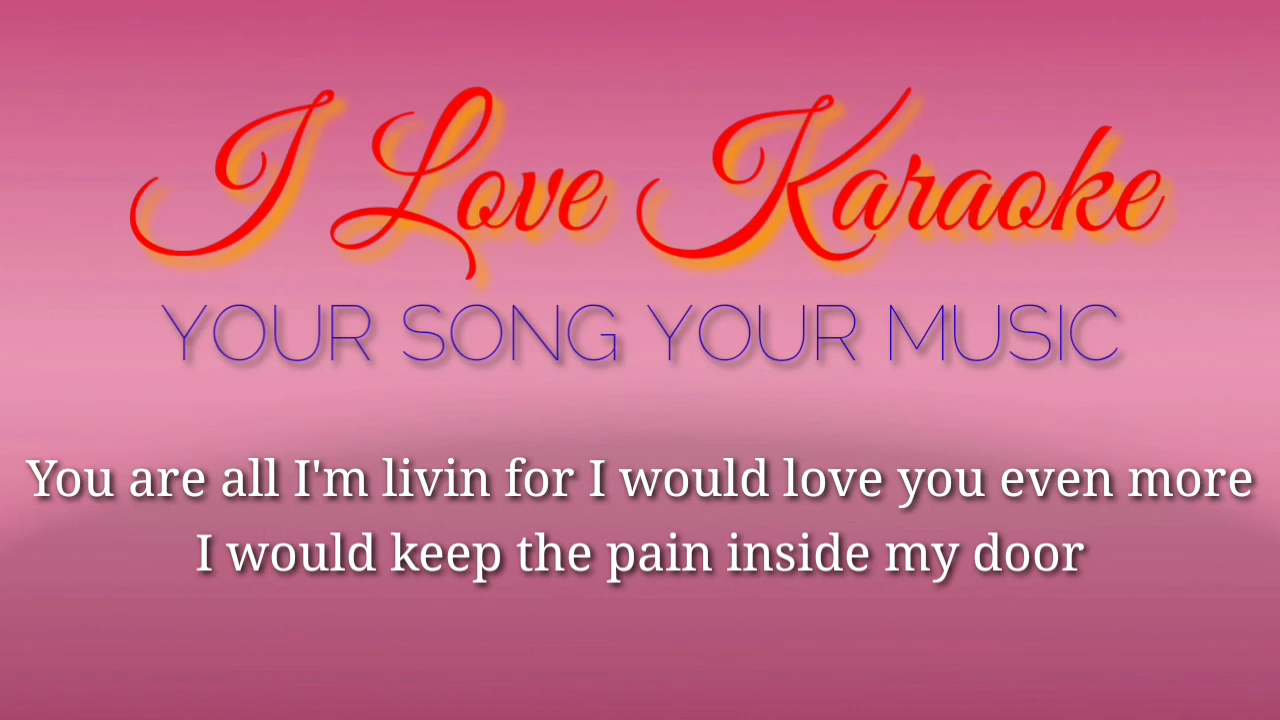 I Love Karaoke
YOUR SONG YOUR MUSIC
You are all I'm livin for I would love you even more
I would keep the pain inside my door